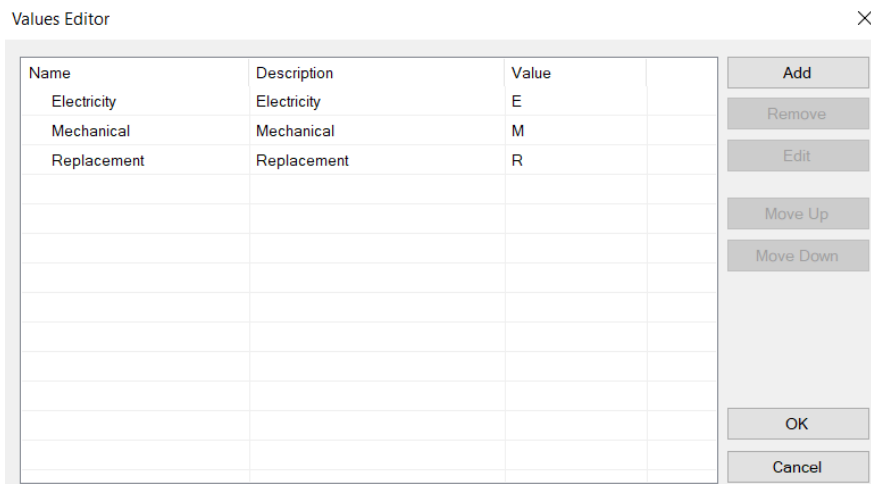 Values Editor
Name Description Value
Electricity Electricity E
Mechanical Mechanical M
Replacement Replacement R
Add
Remove
Edit
Move Up
Move Down
OK
Cancel